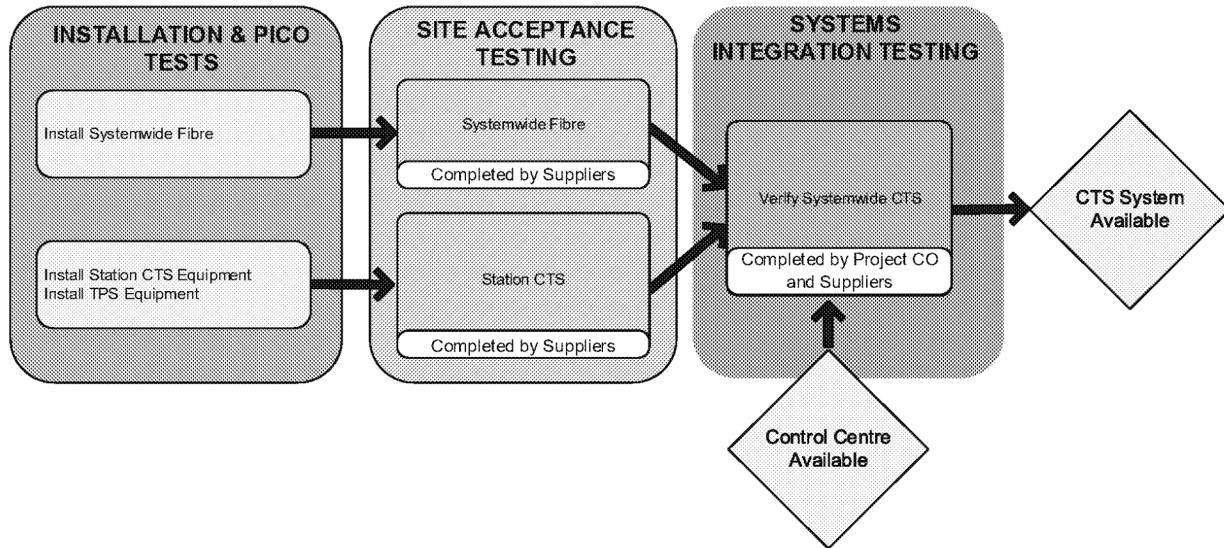 INSTALLATION & PICO
TESTS
Install Systemwide Fibre
Install Station CTS Equipment
Install TPS Equipment
SITE ACCEPTANCE
TESTING
Systemwide Fibre
Completed by Suppliers
Station CTS
Completed by Suppliers
SYSTEMS
INTEGRATION TESTING
Verify Systemwide CTS
Completed by Project CO
and Suppliers
Control Centre
Available
CTS System
Available